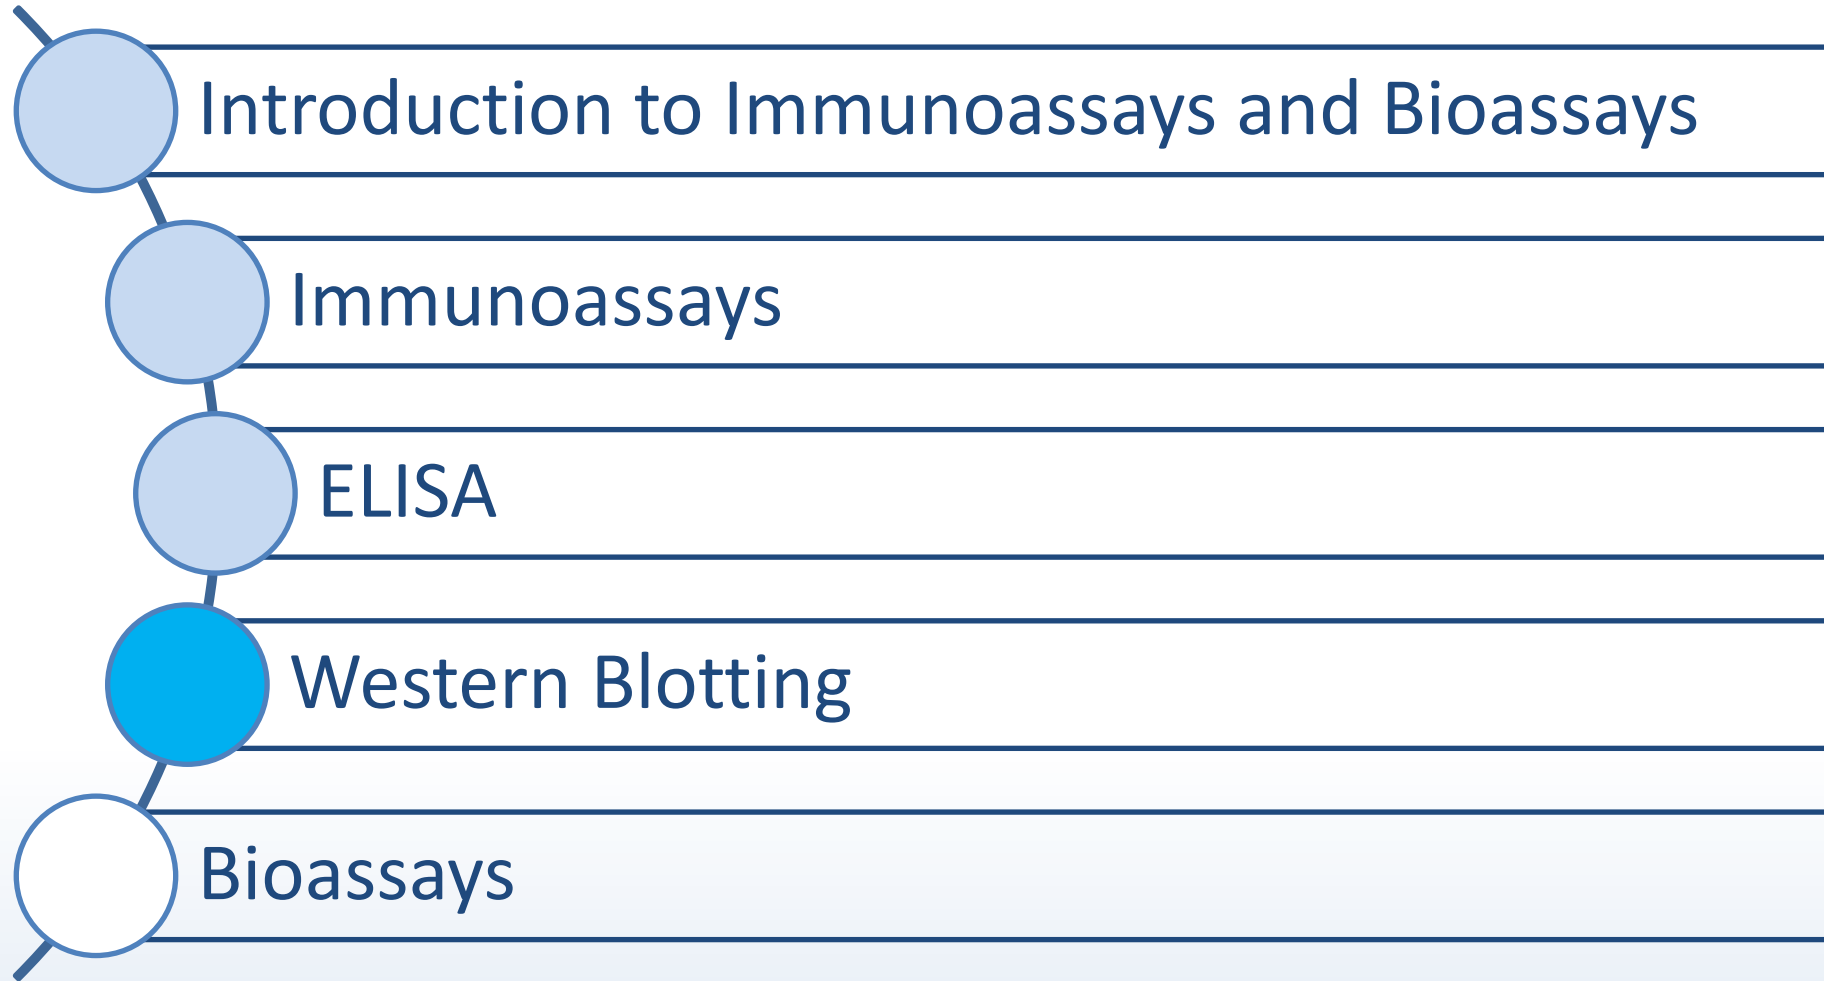 Introduction to Immunoassays and Bioassays
Immunoassays
ELISA
Western Blotting
Bioassays